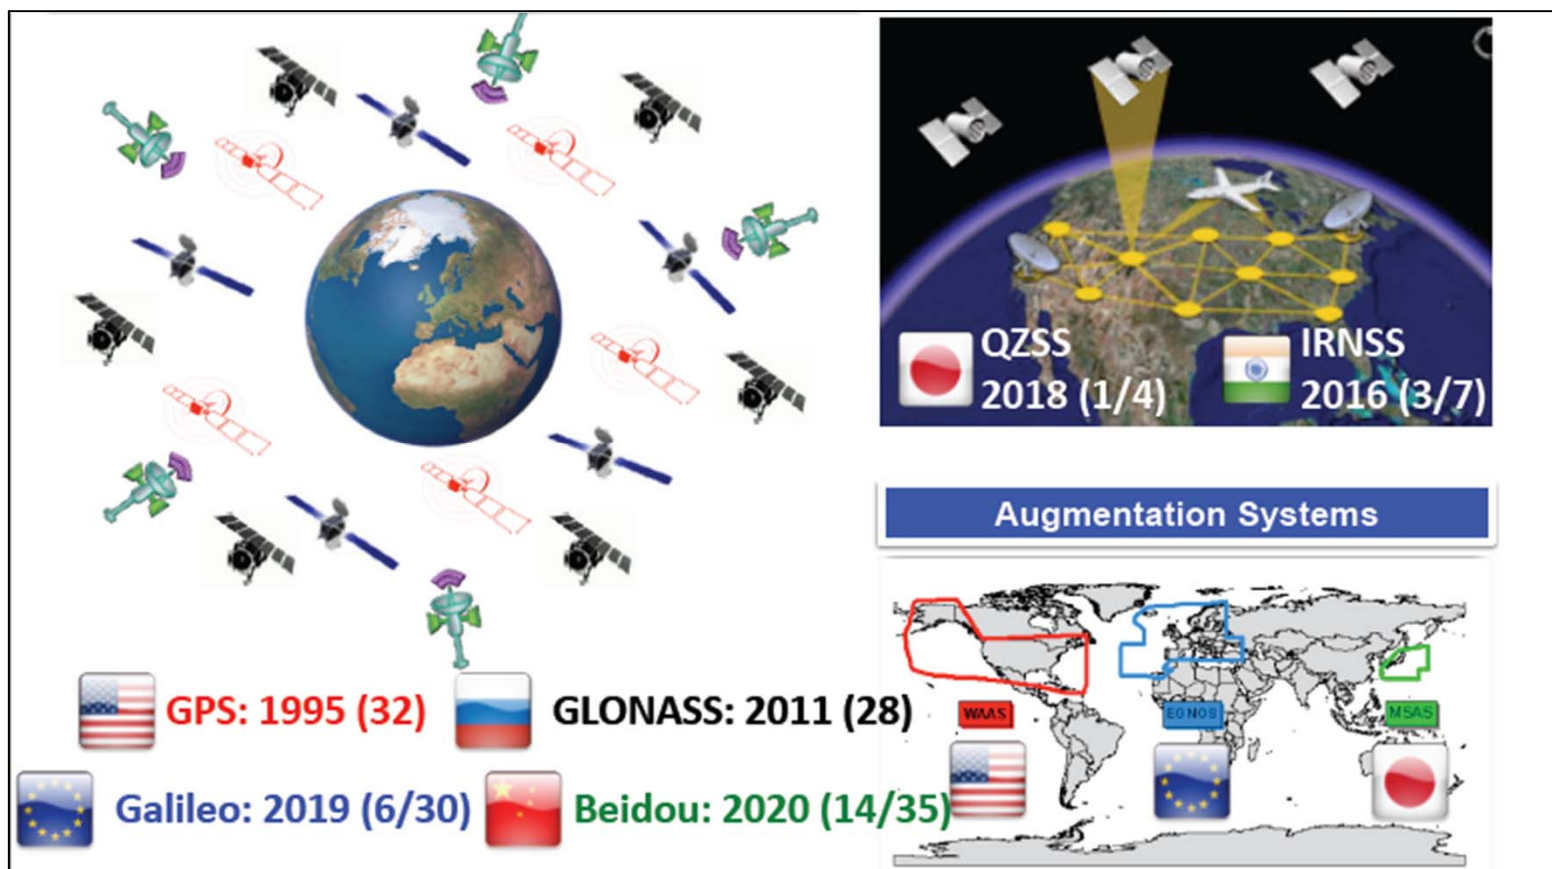 QZSS
2018 (1/4)
IRNSS
2016 (3/7)
Augmentation Systems
WAAS
EGNOS
MSAS
GPS: 1995 (32)
GLONASS: 2011 (28)
Galileo: 2019 (6/30)
Beidou: 2020 (14/35)